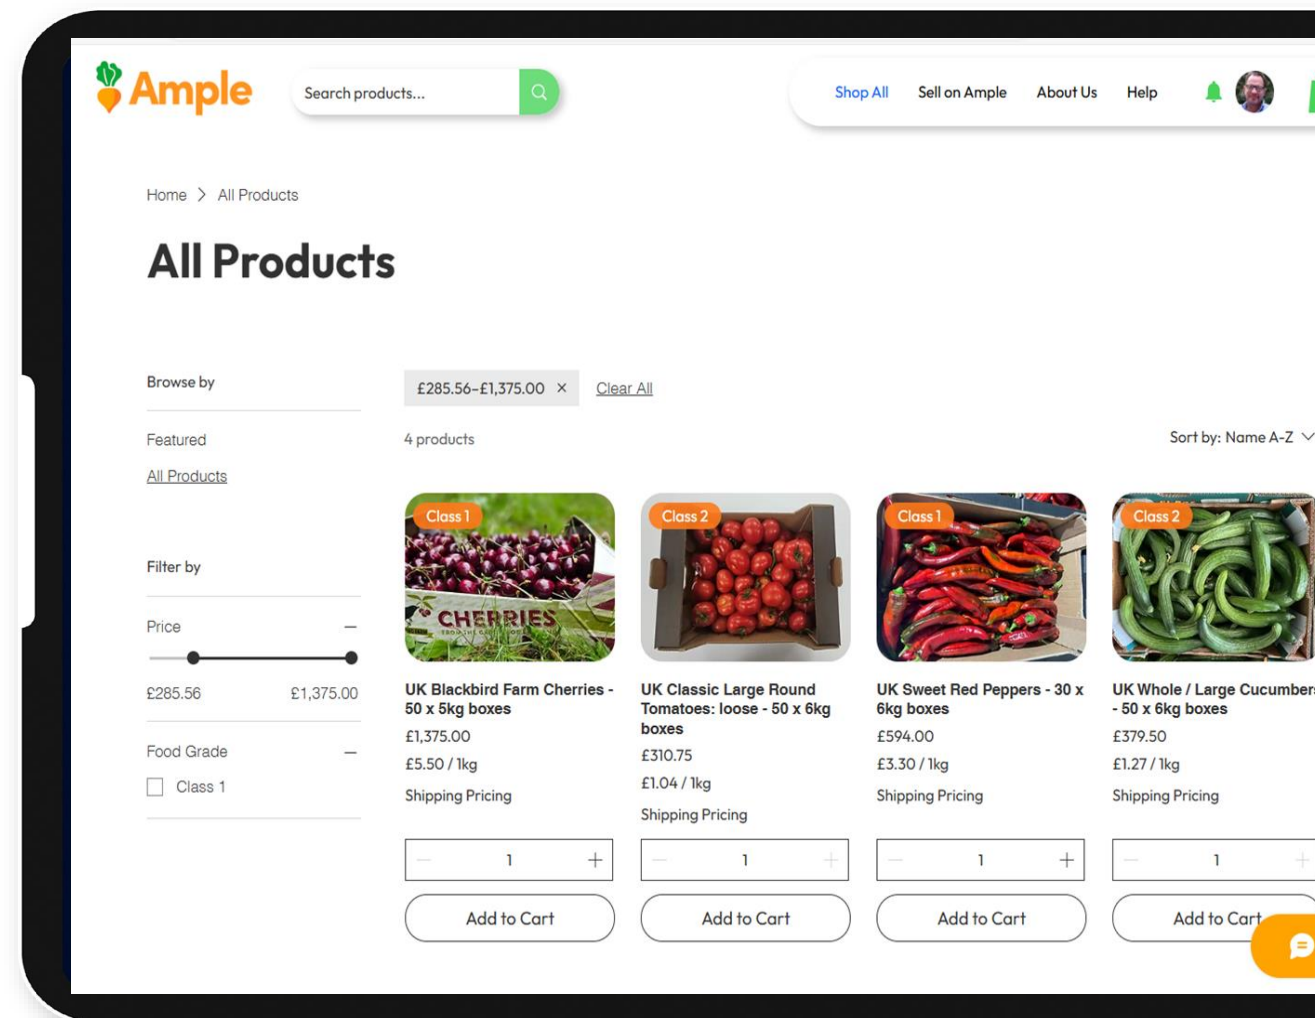 Ample
Search products...
Shop All
Sell on Ample
About Us
Help
Home > All Products
All Products
Browse by
£285.56-£1,375.00 ×
Clear All
Featured
4 products
Sort by: Name A-Z
All Products
Filter by
Price
£285.56
£1,375.00
Food Grade
Class 1
Class 1
CHERRIES
UK Blackbird Farm Cherries -
50 x 5kg boxes
£1,375.00
£5.50 / 1kg
Shipping Pricing
1
Add to Cart
Class 2
UK Classic Large Round
Tomatoes: loose - 50 x 6kg
boxes
£310.75
£1.04 / 1kg
Shipping Pricing
1
Add to Cart
Class 1
UK Sweet Red Peppers - 30 x
6kg boxes
£594.00
£3.30 / 1kg
Shipping Pricing
1
Add to Cart
Class 2
UK Whole / Large Cucumbers
- 50 x 6kg boxes
£379.50
£1.27 / 1kg
Shipping Pricing
1
Add to Cart